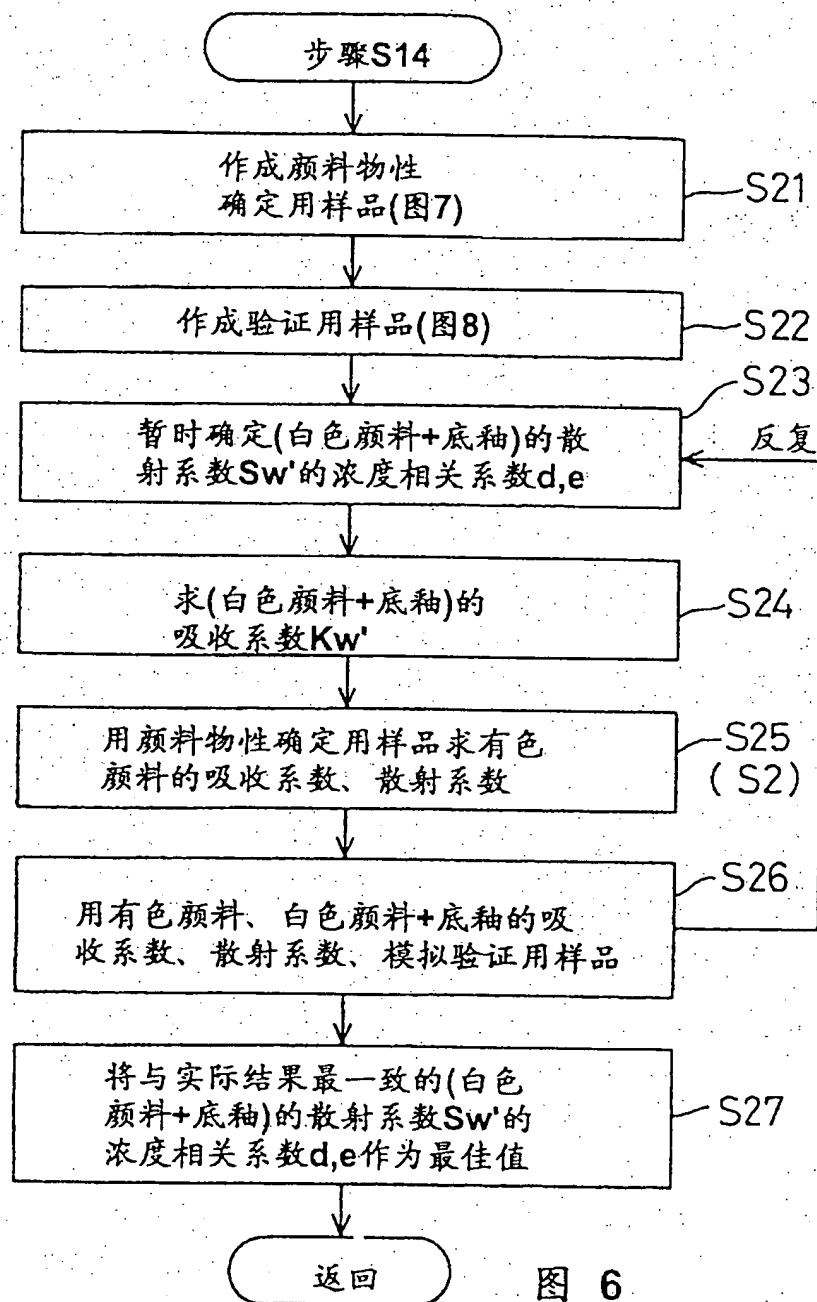 步骤S14
作成颜料物性
确定用样品(图7)
S21
作成验证用样品(图8)
S22
S23
暂时确定(白色颜料+底釉)的散
射系数Sw'的浓度相关系数d,e
反复
求(白色颜料+底釉)的
吸收系数Kw'
S24
用颜料物性确定用样品求有色
颜料的吸收系数、散射系数
S25
(S2)
S26
用有色颜料、白色颜料+底釉的吸
收系数、散射系数、模拟验证用样品
将与实际结果最一致的(白色
颜料+底釉)的散射系数Sw'的
浓度相关系数d,e作为最佳值
S27
返回
图 6